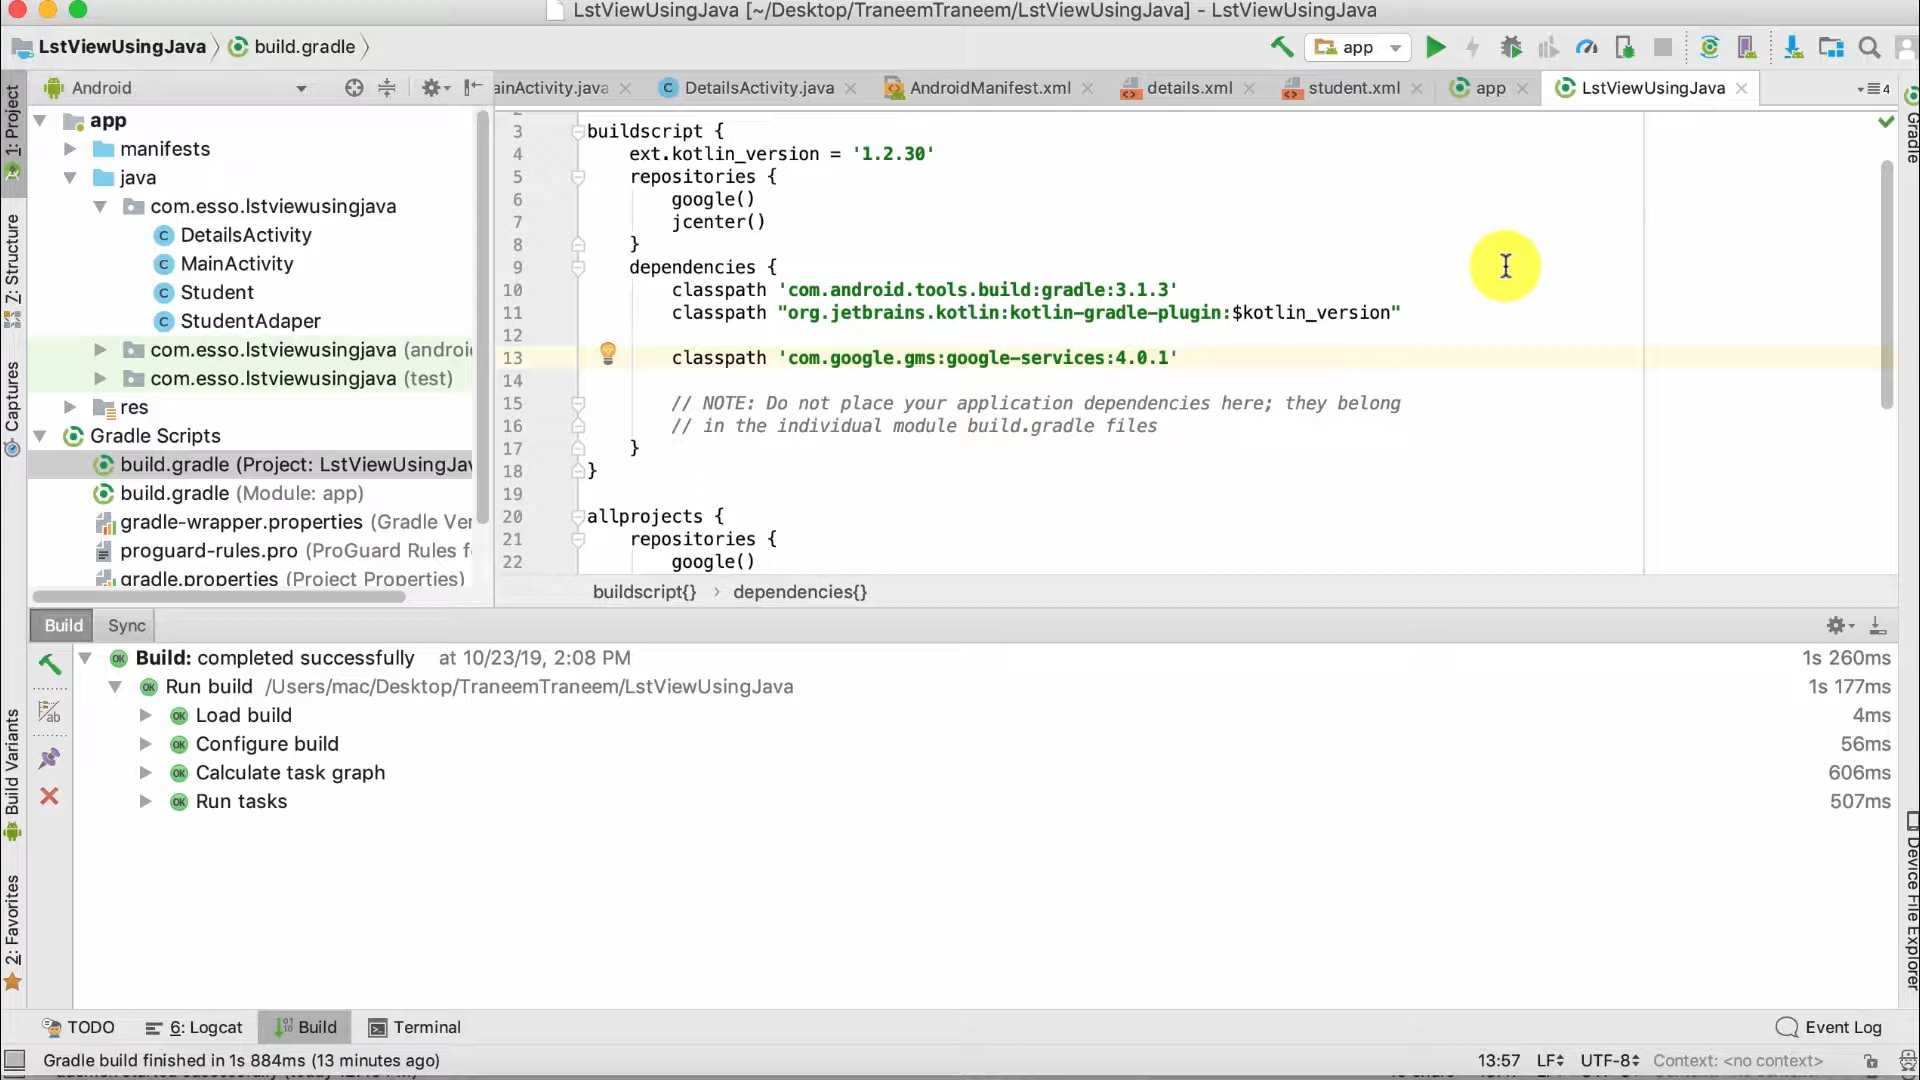 LstViewUsingJava [~/Desktop/TraneemTraneem/LstViewUsingJava] - LstViewUsingJava
LstViewUsingJava
build.gradle
app
Android
ainActivity.java
DetailsActivity.java
AndroidManifest.xml
details.xml
student.xml
app
LstViewUsingJava
4
1: Project
Z: Structure
Captures
Build Variants
2: Favorites
app
manifests
java
com.esso.lstviewusingjava
DetailsActivity
MainActivity
Student
StudentAdaper
com.esso.lstviewusingjava (androi
com.esso.lstviewusingjava (test)
res
Gradle Scripts
build.gradle (Project: LstViewUsingJav
build.gradle (Module: app)
gradle-wrapper.properties (Gradle Ver
proguard-rules.pro (ProGuard Rules f
gradle.properties (Project Properties)
3 buildscript {
4 ext.kotlin_version = '1.2.30'
5 repositories {
6 google()
7 jcenter()
8 }
9 dependencies {
10 classpath 'com.android.tools.build:gradle:3.1.3'
11 classpath "org.jetbrains.kotlin:kotlin-gradle-plugin:$kotlin_version"
12
13 classpath 'com.google.gms:google-services:4.0.1'
14
15 // NOTE: Do not place your application dependencies here; they belong
16 // in the individual module build.gradle files
17 }
18 }
19
20 allprojects {
21 repositories {
22 google()
buildscript{} › dependencies{}
Gradle
Device File Explorer
Build
Sync
Build: completed successfully at 10/23/19, 2:08 PM 1s 260ms
Run build /Users/mac/Desktop/TraneemTraneem/LstViewUsingJava 1s 177ms
Load build 4ms
Configure build 56ms
Calculate task graph 606ms
Run tasks 507ms
TODO
6: Logcat
Build
Terminal
Event Log
Gradle build finished in 1s 884ms (13 minutes ago)
13:57 LF UTF-8 Context: <no context>